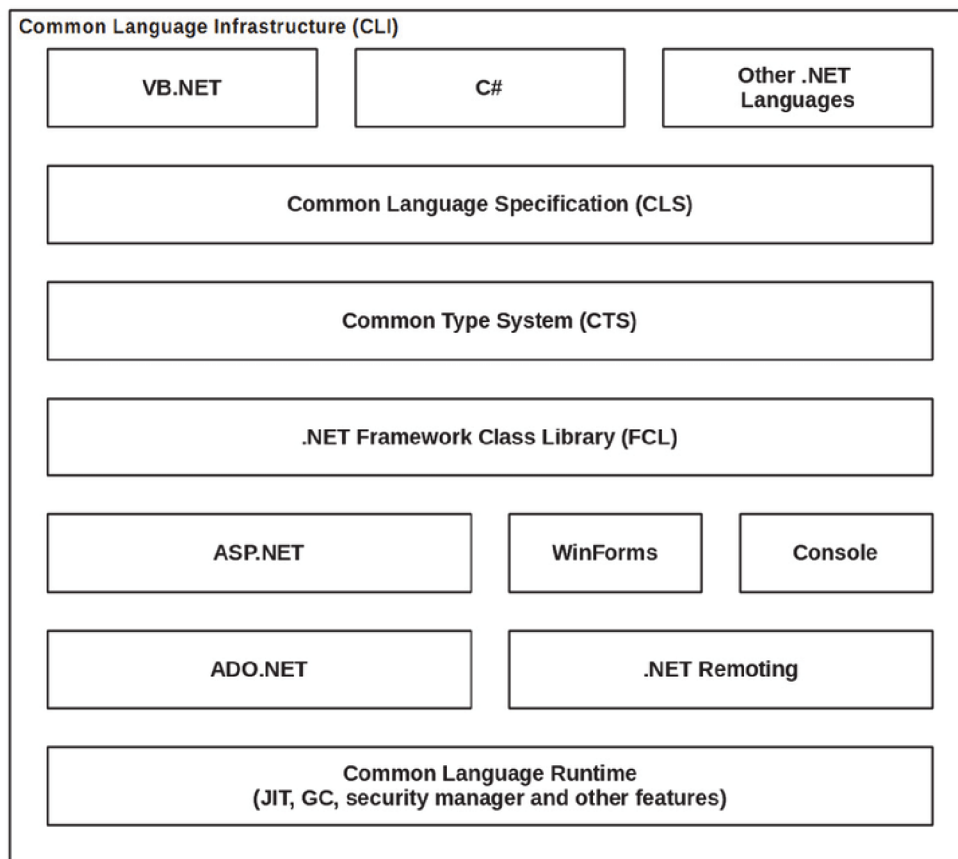 Common Language Infrastructure (CLI)
VB.NET
C#
Other .NET
Languages
Common Language Specification (CLS)
Common Type System (CTS)
.NET Framework Class Library (FCL)
ASP.NET
WinForms
Console
ADO.NET
.NET Remoting
Common Language Runtime
(JIT, GC, security manager and other features)